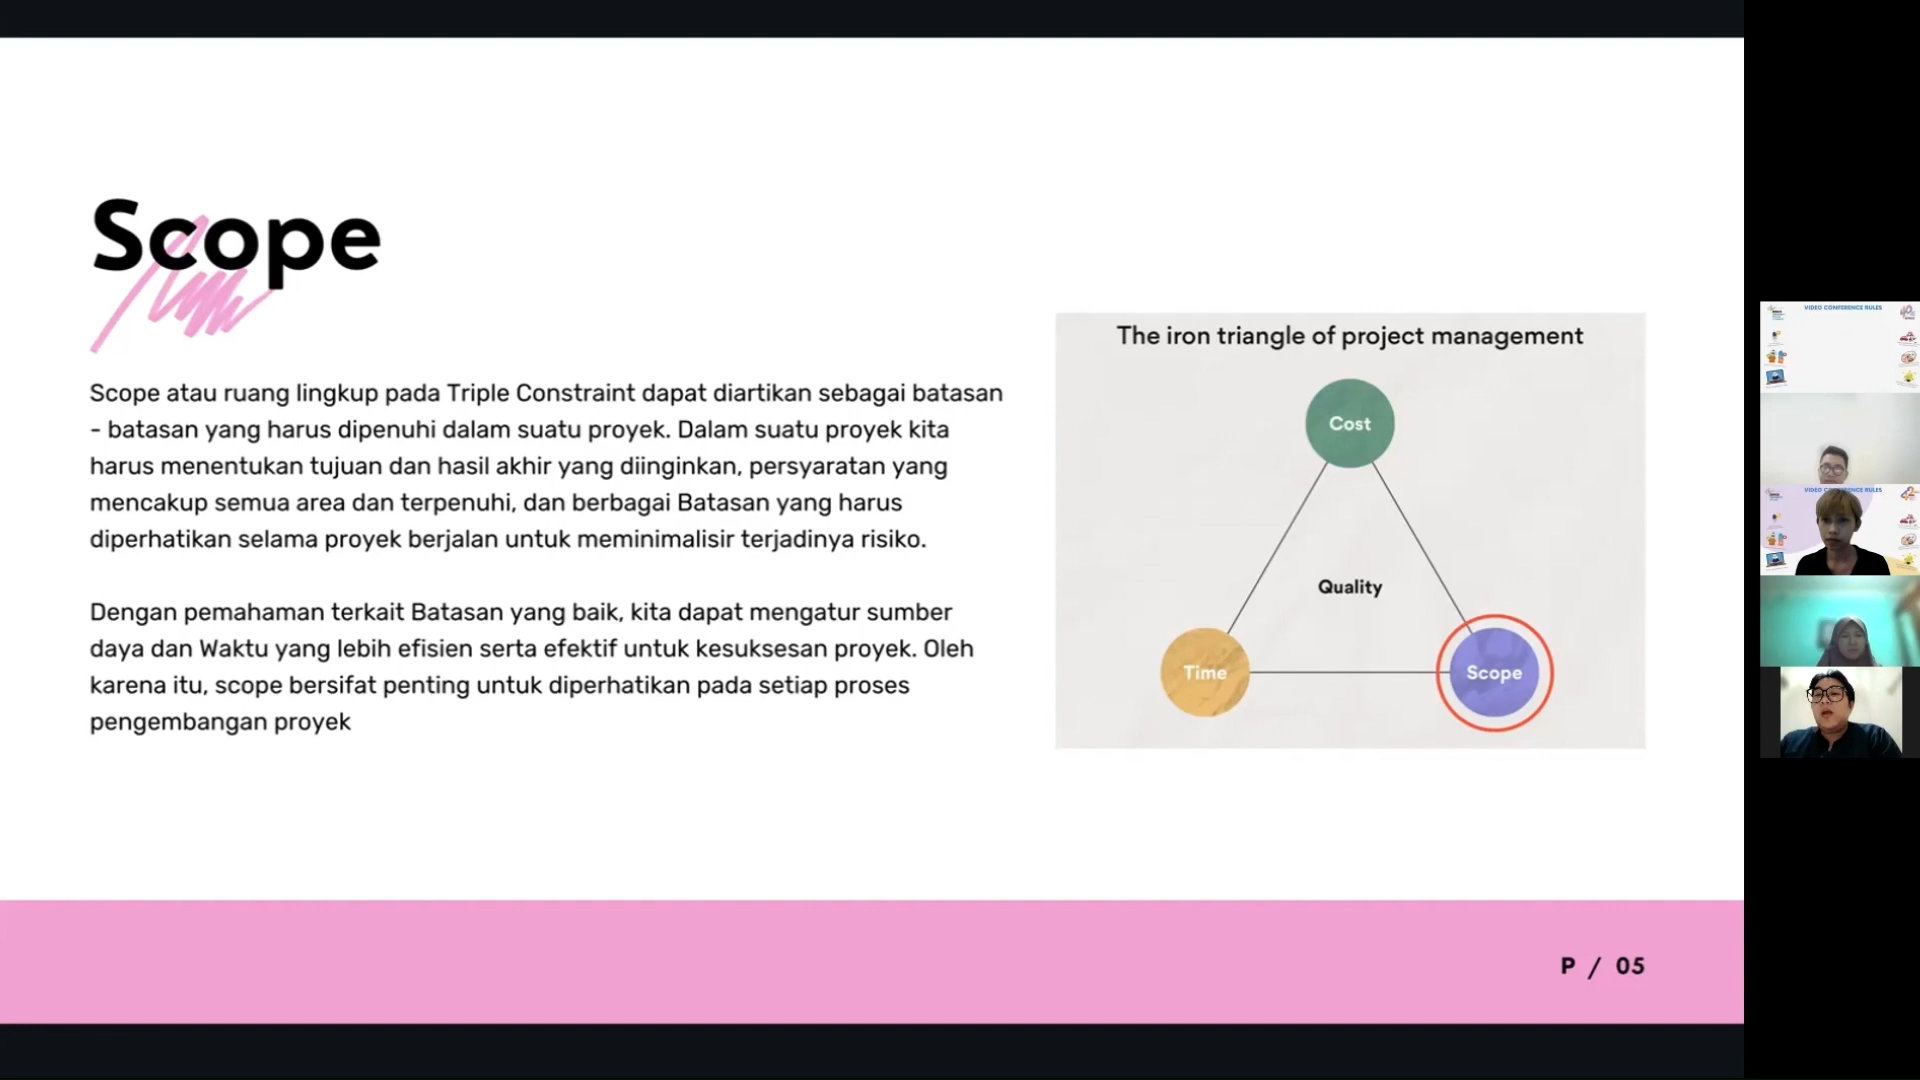 Scope
Scope atau ruang lingkup pada Triple Constraint dapat diartikan sebagai batasan
- batasan yang harus dipenuhi dalam suatu proyek. Dalam suatu proyek kita
harus menentukan tujuan dan hasil akhir yang diinginkan, persyaratan yang
mencakup semua area dan terpenuhi, dan berbagai Batasan yang harus
diperhatikan selama proyek berjalan untuk meminimalisir terjadinya risiko.
Dengan pemahaman terkait Batasan yang baik, kita dapat mengatur sumber
daya dan Waktu yang lebih efisien serta efektif untuk kesuksesan proyek. Oleh
karena itu, scope bersifat penting untuk diperhatikan pada setiap proses
pengembangan proyek
The iron triangle of project management
Cost
Quality
Time
Scope
P / 05
VIDEO CONFERENCE RULES